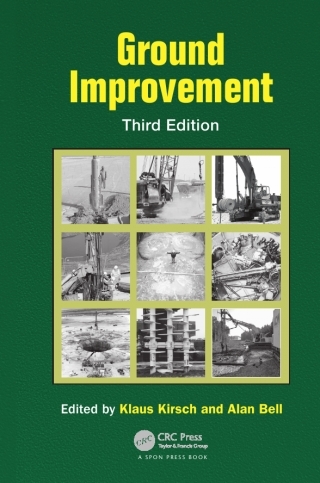 Ground
Improvement
Third Edition
Edited by Klaus Kirsch and Alan Bell
CRC
CRC Press
Taylor & Francis Group
A SPON PRESS BOOK